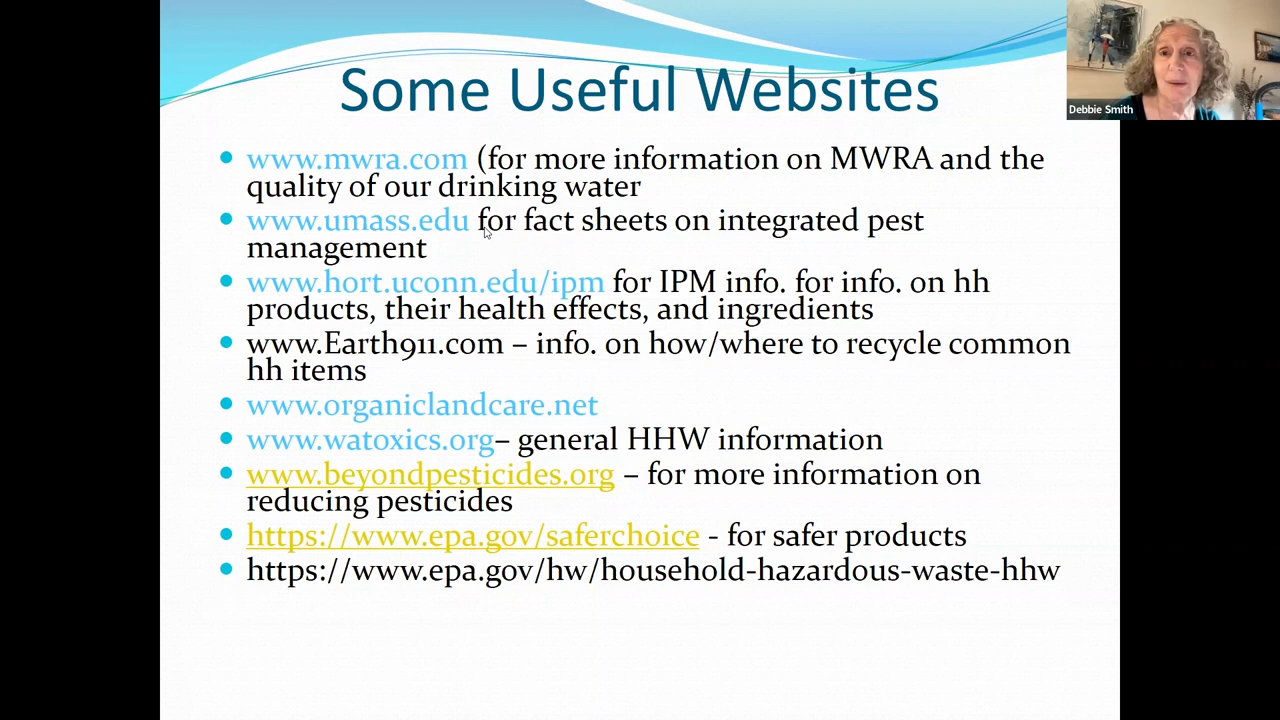 Some Useful Websites
Debbie Smith
www.mwra.com (for more information on MWRA and the
quality of our drinking water
www.umass.edu for fact sheets on integrated pest
management
www.hort.uconn.edu/ipm for IPM info. for info. on hh
products, their health effects, and ingredients
www.Earth911.com – info. on how/where to recycle common
hh items
www.organiclandcare.net
www.watoxics.org– general HHW information
www.beyondpesticides.org – for more information on
reducing pesticides
https://www.epa.gov/saferchoice - for safer products
https://www.epa.gov/hw/household-hazardous-waste-hhw